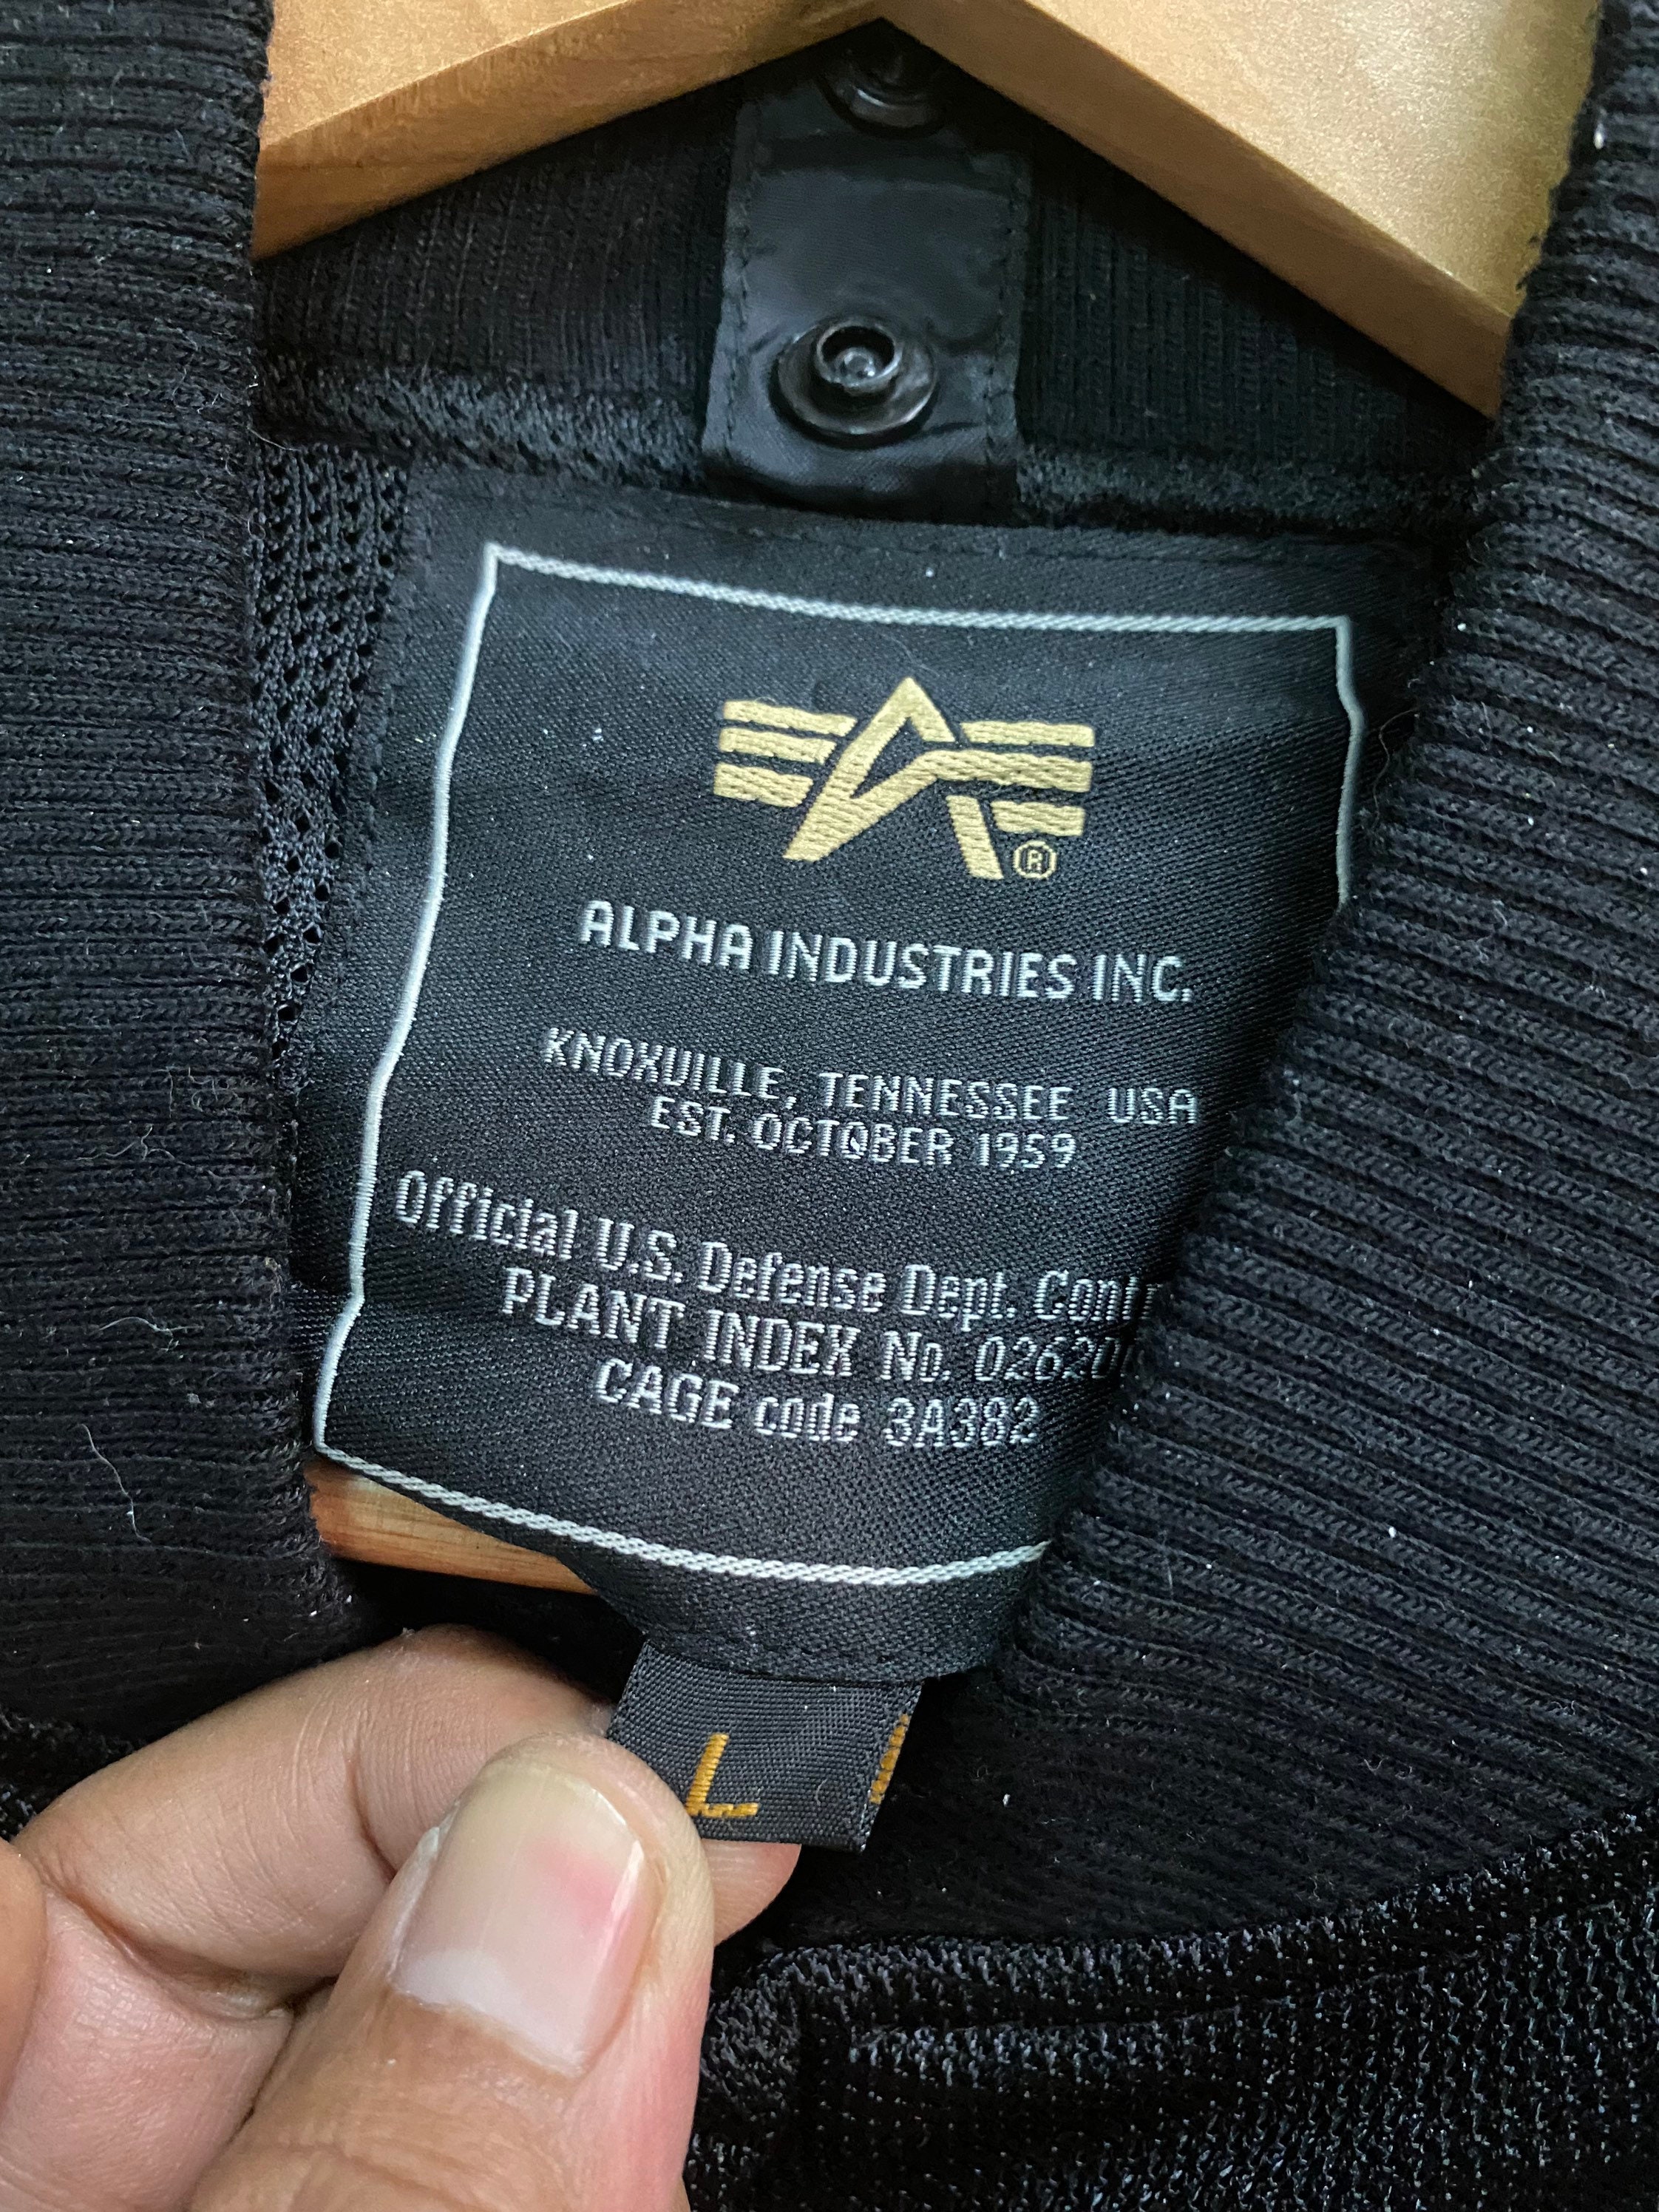 ALPHA INDUSTRIES INC.
KNOXVILLE, TENNESSEE USA
EST. OCTOBER 1959
Official U.S. Defense Dept.
PLANT INDEX No.
CAGE code 3A382
L